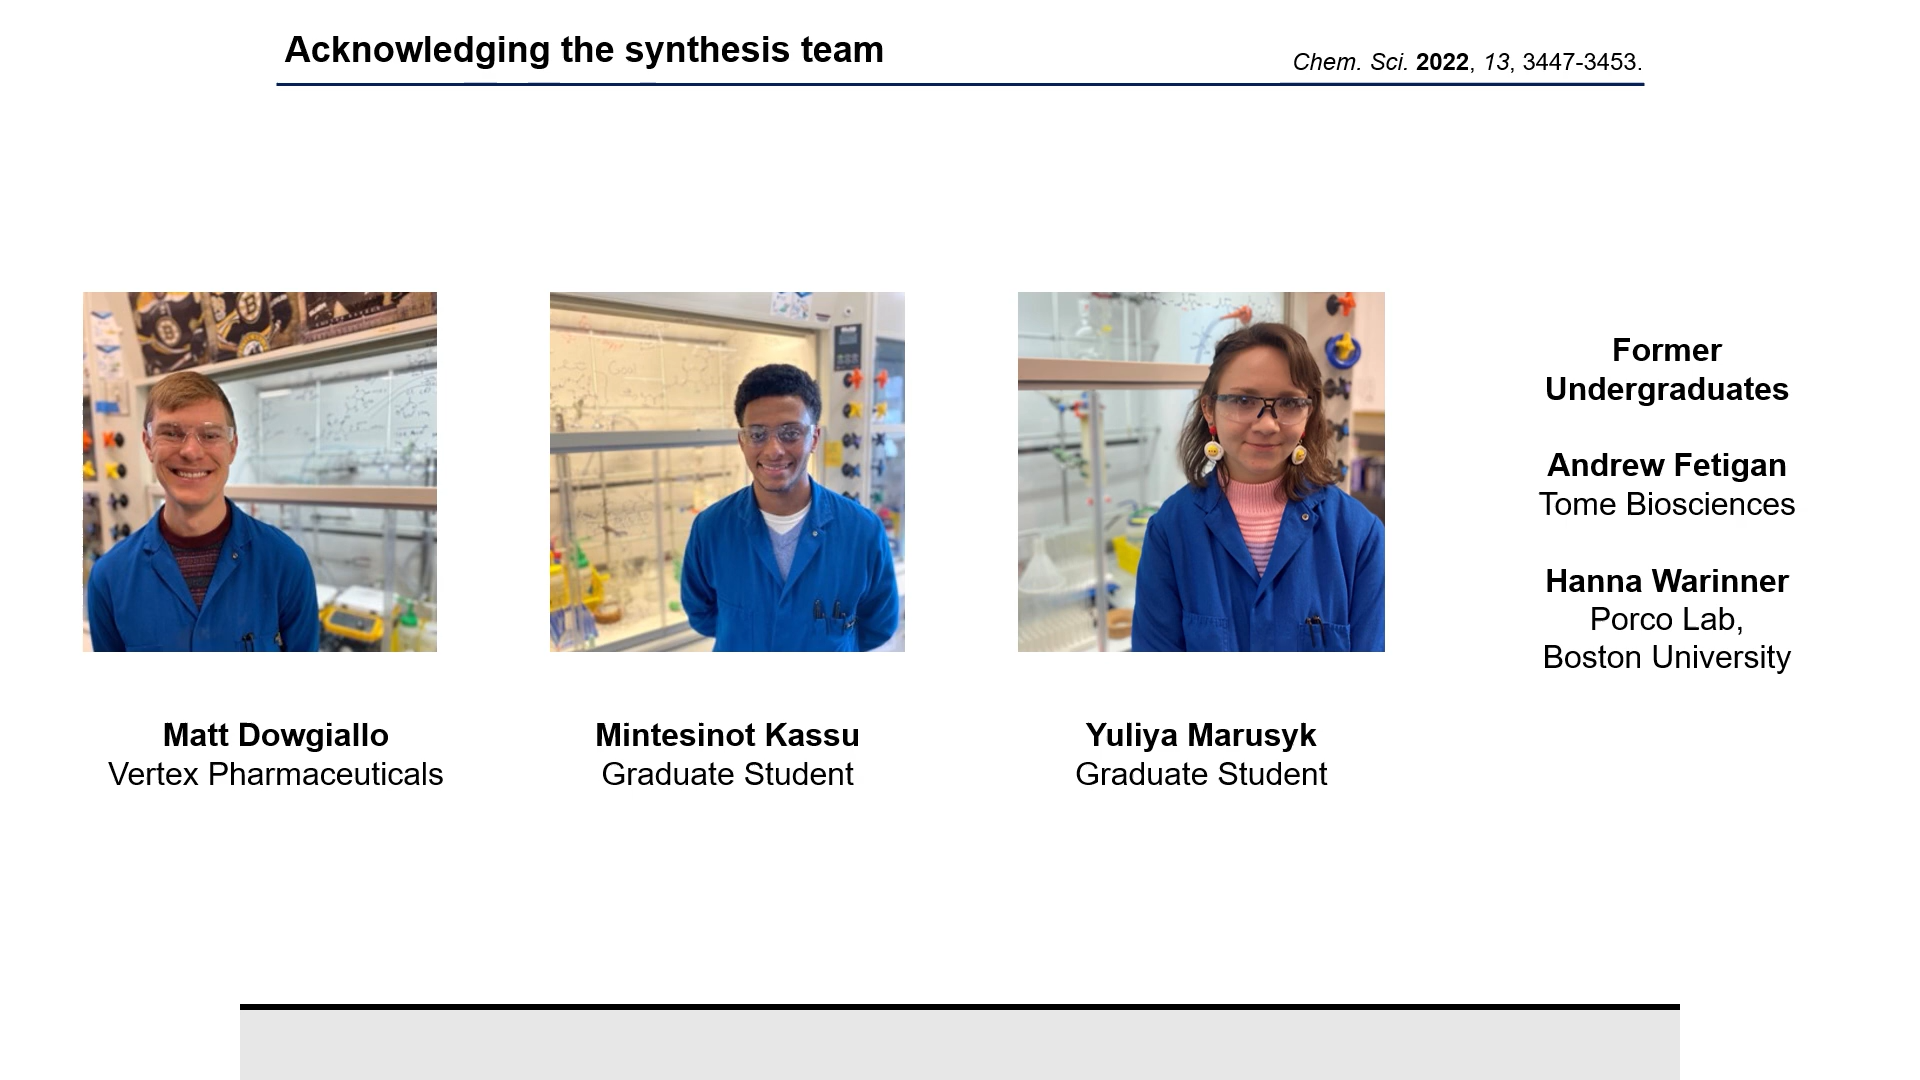 Acknowledging the synthesis team
Chem. Sci. 2022, 13, 3447-3453.
Goal
Matt Dowgiallo
Vertex Pharmaceuticals
Mintesinot Kassu
Graduate Student
Yuliya Marusyk
Graduate Student
Former
Undergraduates
Andrew Fetigan
Tome Biosciences
Hanna Warinner
Porco Lab,
Boston University